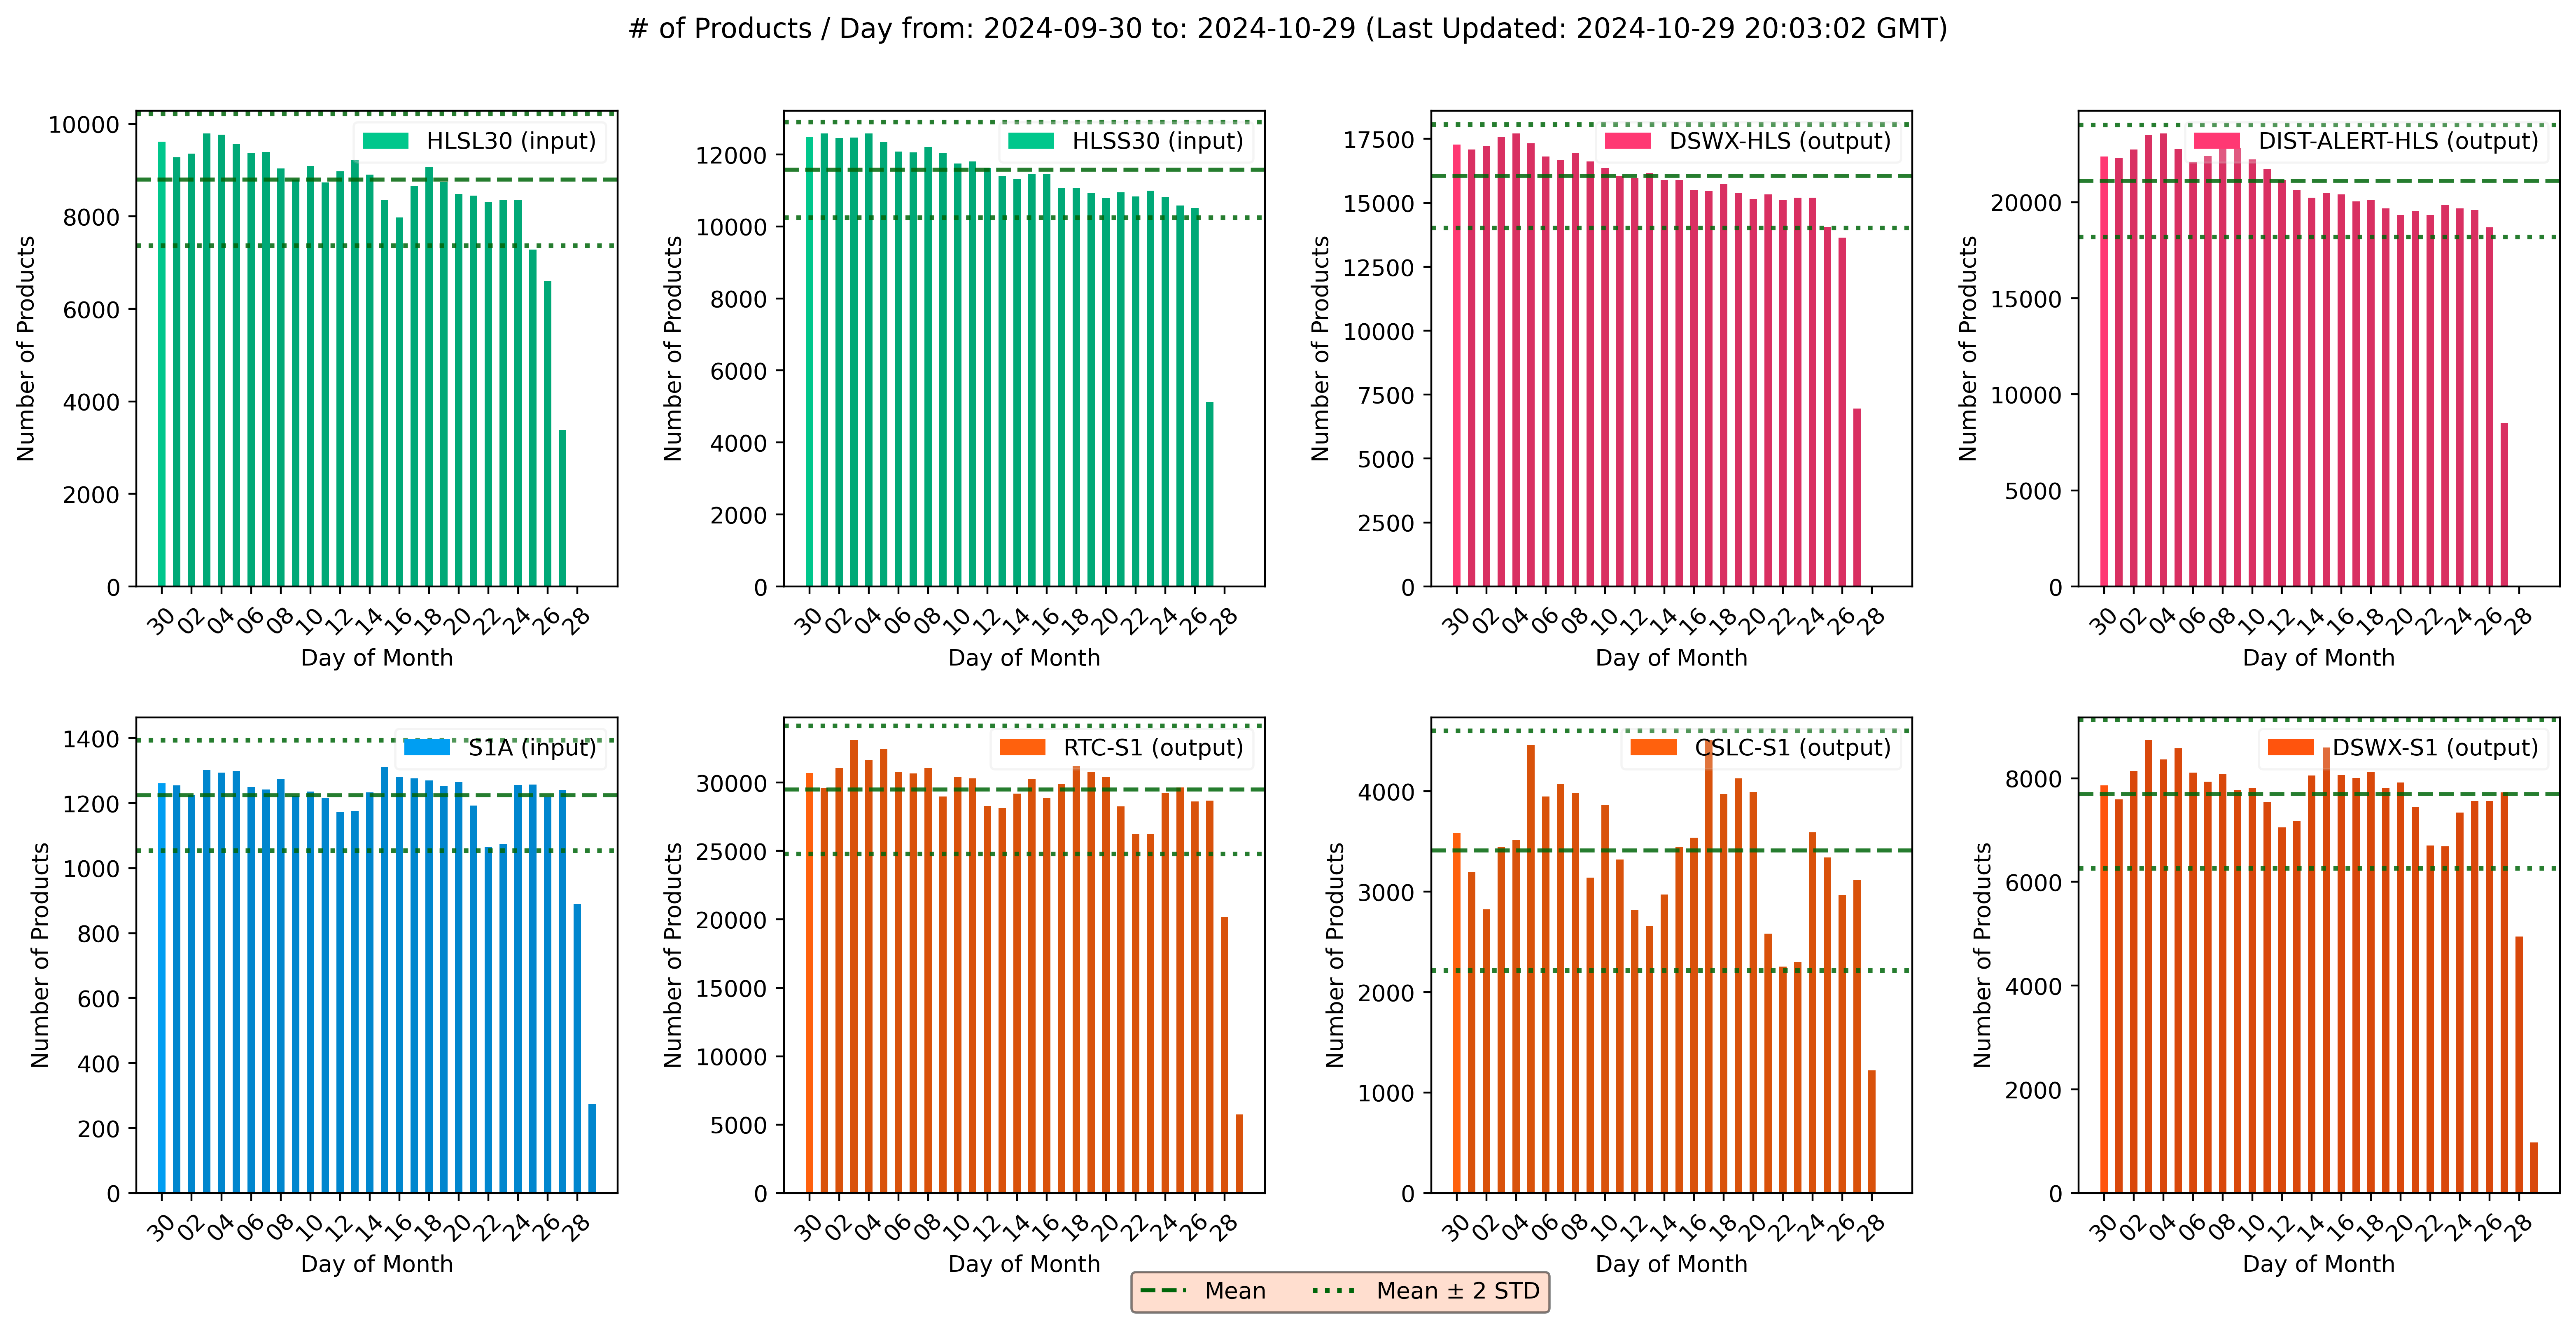 # of Products / Day from: 2024-09-30 to: 2024-10-29 (Last Updated: 2024-10-29 20:03:02 GMT)
Number of Products
10000
8000
6000
4000
2000
0
HLSL30 (input)
30 02 04 06 08 10 12 14 16 18 20 22 24 26 28
Day of Month
Number of Products
12000
10000
8000
6000
4000
2000
0
HLSS30 (input)
30 02 04 06 08 10 12 14 16 18 20 22 24 26 28
Day of Month
Number of Products
17500
15000
12500
10000
7500
5000
2500
0
DSWX-HLS (output)
30 02 04 06 08 10 12 14 16 18 20 22 24 26 28
Day of Month
Number of Products
20000
15000
10000
5000
0
DIST-ALERT-HLS (output)
30 02 04 06 08 10 12 14 16 18 20 22 24 26 28
Day of Month
Number of Products
1400
1200
1000
800
600
400
200
0
S1A (input)
30 02 04 06 08 10 12 14 16 18 20 22 24 26 28
Day of Month
Number of Products
30000
25000
20000
15000
10000
5000
0
RTC-S1 (output)
30 02 04 06 08 10 12 14 16 18 20 22 24 26 28
Day of Month
Number of Products
4000
3000
2000
1000
0
CSLC-S1 (output)
30 02 04 06 08 10 12 14 16 18 20 22 24 26 28
Day of Month
Number of Products
8000
6000
4000
2000
0
DSWX-S1 (output)
30 02 04 06 08 10 12 14 16 18 20 22 24 26 28
Day of Month
Mean
Mean ± 2 STD